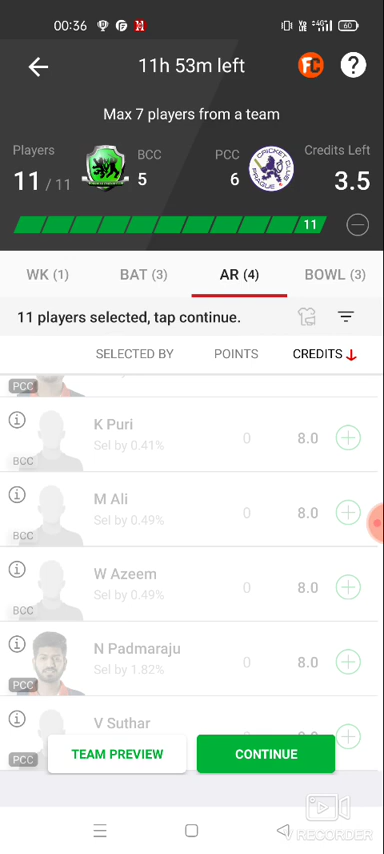 00:36 60
11h 53m left FC ?
Max 7 players from a team
Players BCC PCC Credits Left
11 / 11 5 6 3.5
11
WK (1) BAT (3) AR (4) BOWL (3)
11 players selected, tap continue.
SELECTED BY POINTS CREDITS
PCC
K Puri
Sel by 0.41% 0 8.0
BCC
M Ali
Sel by 0.49% 0 8.0
BCC
W Azeem
Sel by 0.49% 0 8.0
BCC
N Padmaraju
Sel by 1.82% 0 8.0
PCC
V Suthar
PCC
TEAM PREVIEW CONTINUE
V RECORDER